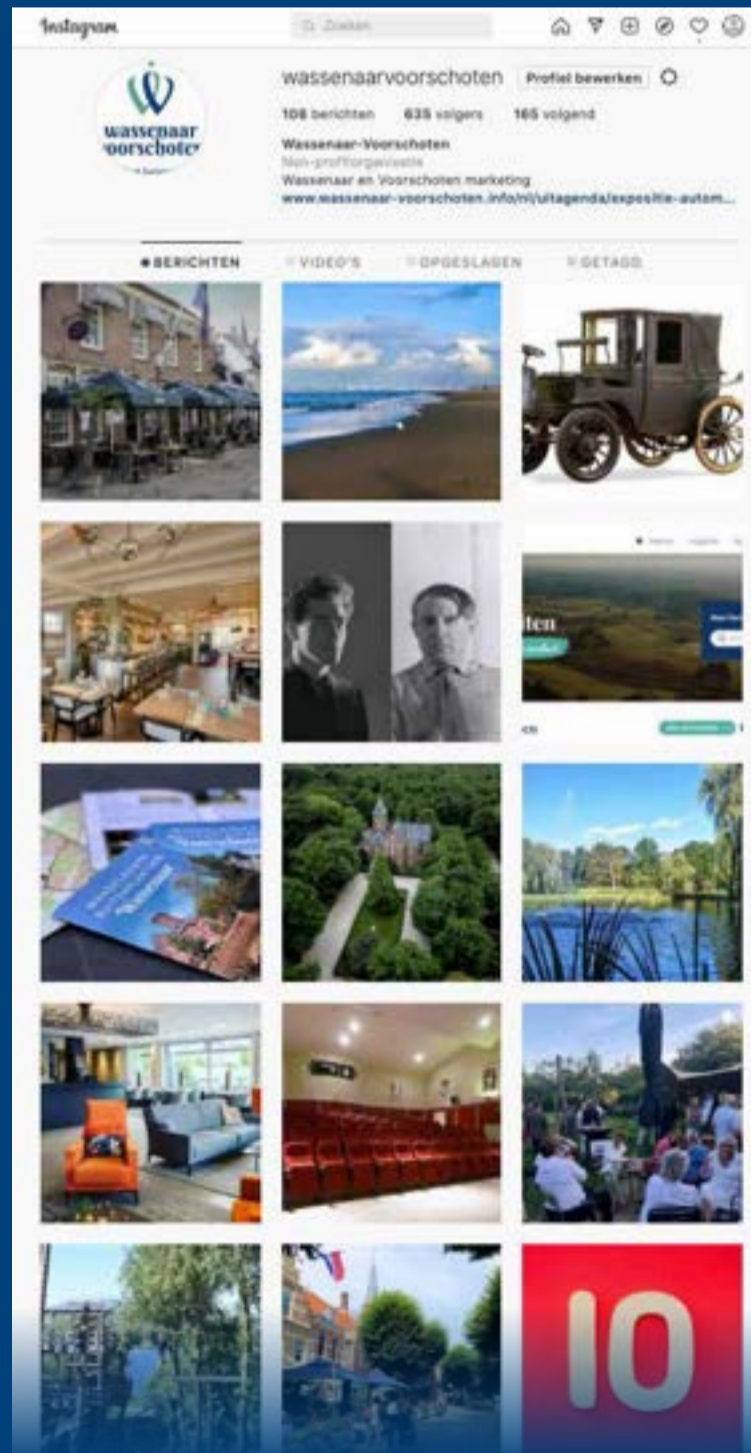 Instagram
Zoeken
wassenaarvoorschoten Profiel bewerken
108 berichten 635 volgers 165 volgend
Wassenaar-Voorschoten
Non-profitorganisatie
Wassenaar en Voorschoten marketing
www.wassenaar-voorschoten.info/nl/uitagenda/expositie-autom...
wassenaar
voorschoten
BERICHTEN VIDEO'S OPGESLAGEN GETAGD
10